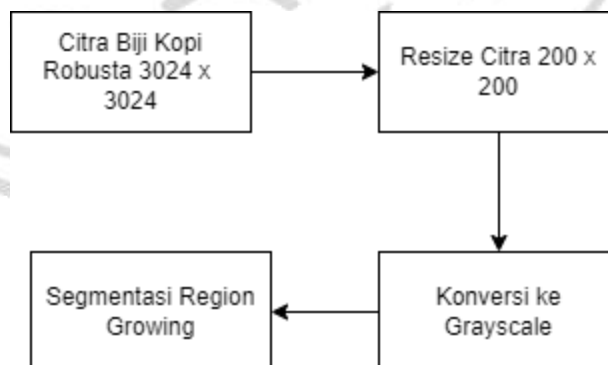 Citra Biji Kopi
Robusta 3024 x
3024
Resize Citra 200 x
200
Konversi ke
Grayscale
Segmentasi Region
Growing